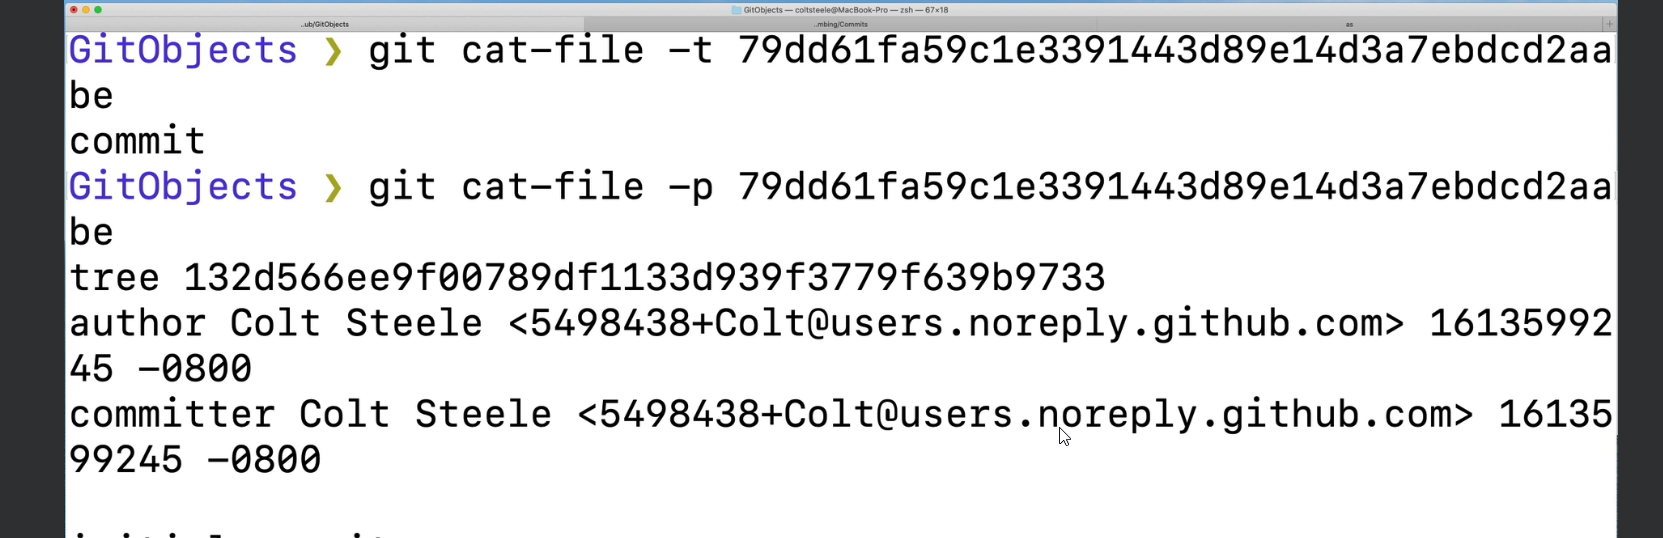 GitObjects — coltsteele@MacBook-Pro — zsh — 67×18
..ub/GitObjects ..mbing/Commits as
GitObjects ❯ git cat-file -t 79dd61fa59c1e3391443d89e14d3a7ebdcd2aa
be
commit
GitObjects ❯ git cat-file -p 79dd61fa59c1e3391443d89e14d3a7ebdcd2aa
be
tree 132d566ee9f00789df1133d939f3779f639b9733
author Colt Steele <5498438+Colt@users.noreply.github.com> 16135992
45 -0800
committer Colt Steele <5498438+Colt@users.noreply.github.com> 16135
99245 -0800